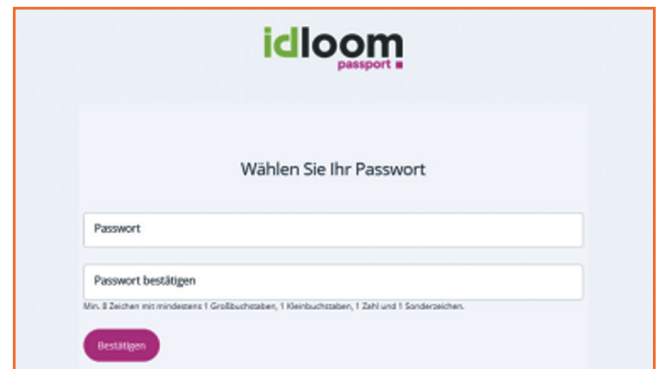 idloom
passport
Wählen Sie Ihr Passwort
Passwort
Passwort bestätigen
Min. 8 Zeichen mit mindestens 1 Großbuchstaben, 1 Kleinbuchstaben, 1 Zahl und 1 Sonderzeichen.
Bestätigen